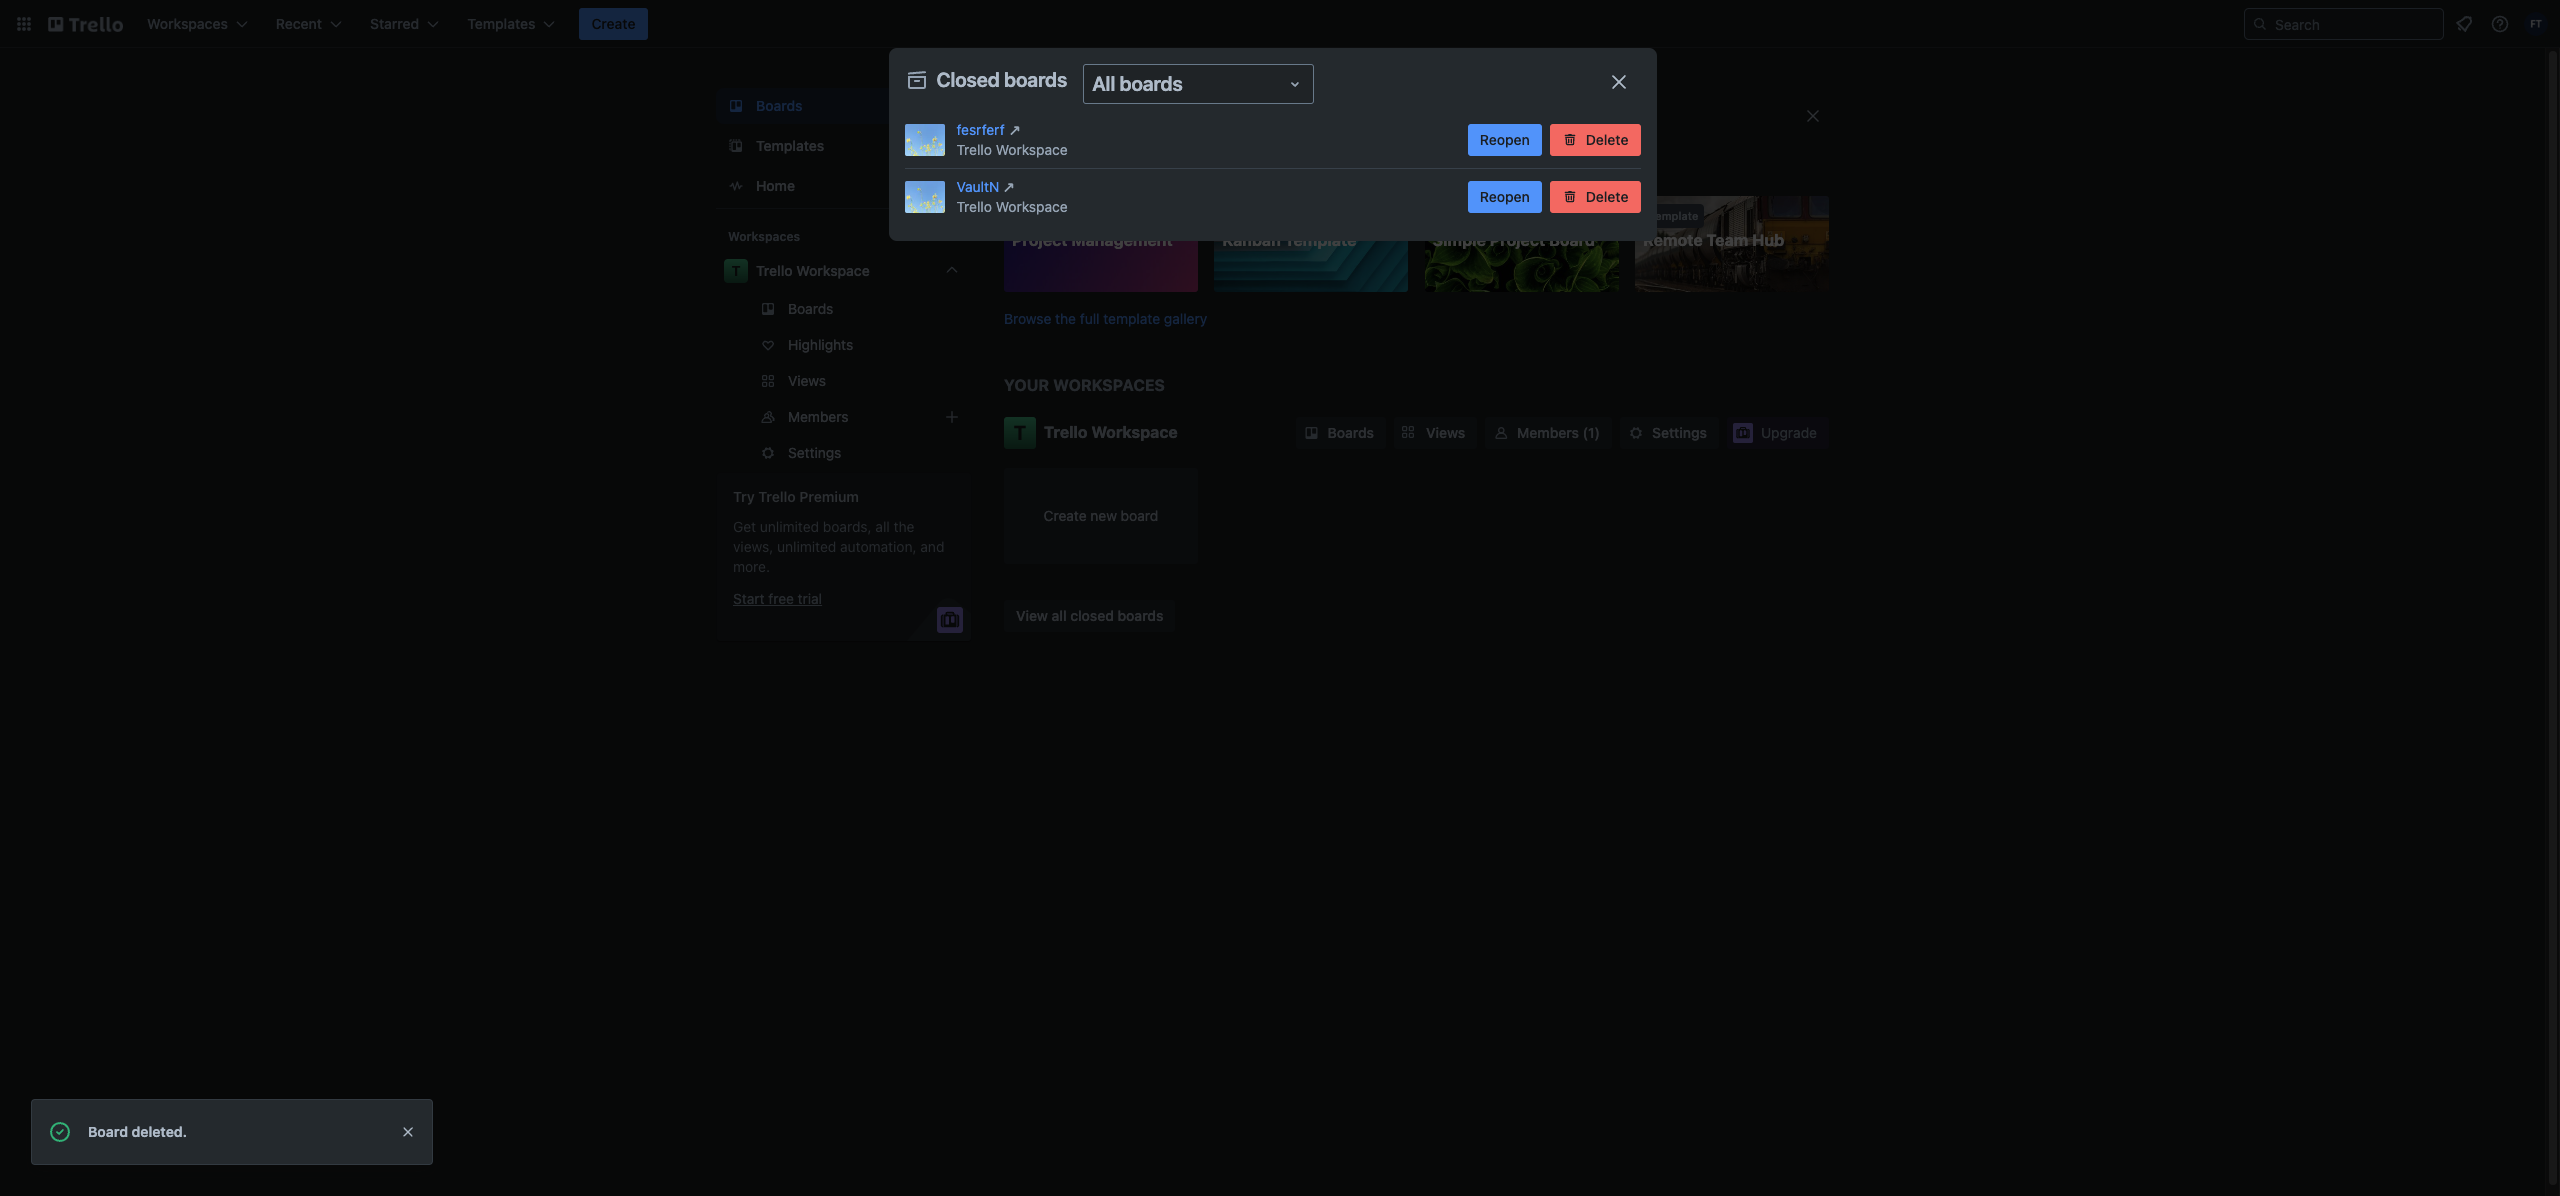 Trello
Workspaces
Recent
Starred
Templates
Create
Search
FT
Closed boards
All boards
fesrferf ↗
Trello Workspace
Reopen
Delete
VaultN ↗
Trello Workspace
Reopen
Delete
Boards
Templates
Home
Workspaces
T
Trello Workspace
Boards
Highlights
Views
Members
Settings
Try Trello Premium
Get unlimited boards, all the
views, unlimited automation, and
more.
Start free trial
Project Management
Kanban Template
Simple Project Board
Remote Team Hub
Browse the full template gallery
YOUR WORKSPACES
T
Trello Workspace
Boards
Views
Members (1)
Settings
Upgrade
Create new board
View all closed boards
Board deleted.